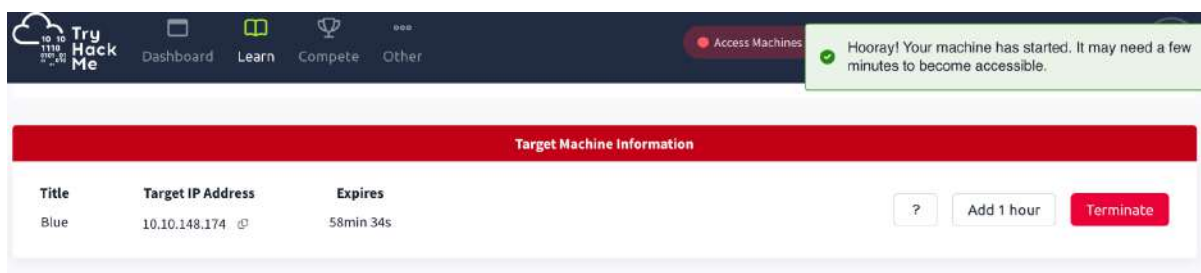 Try
Hack
Me
Dashboard
Learn
Compete
Other
Access Machines
Hooray! Your machine has started. It may need a few
minutes to become accessible.
Target Machine Information
Title Target IP Address Expires
Blue 10.10.148.174 58min 34s
? Add 1 hour Terminate